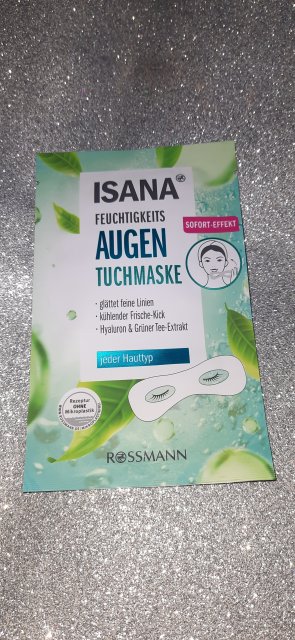 ISANA
FEUCHTIGKEITS
SOFORT-EFFEKT
AUGEN
TUCHMASKE
· glättet feine Linien
· kühlender Frische-Kick
· Hyaluron & Grüner Tee-Extrakt
jeder Hauttyp
Rezeptur
OHNE
Mikroplastik
ROSSMANN